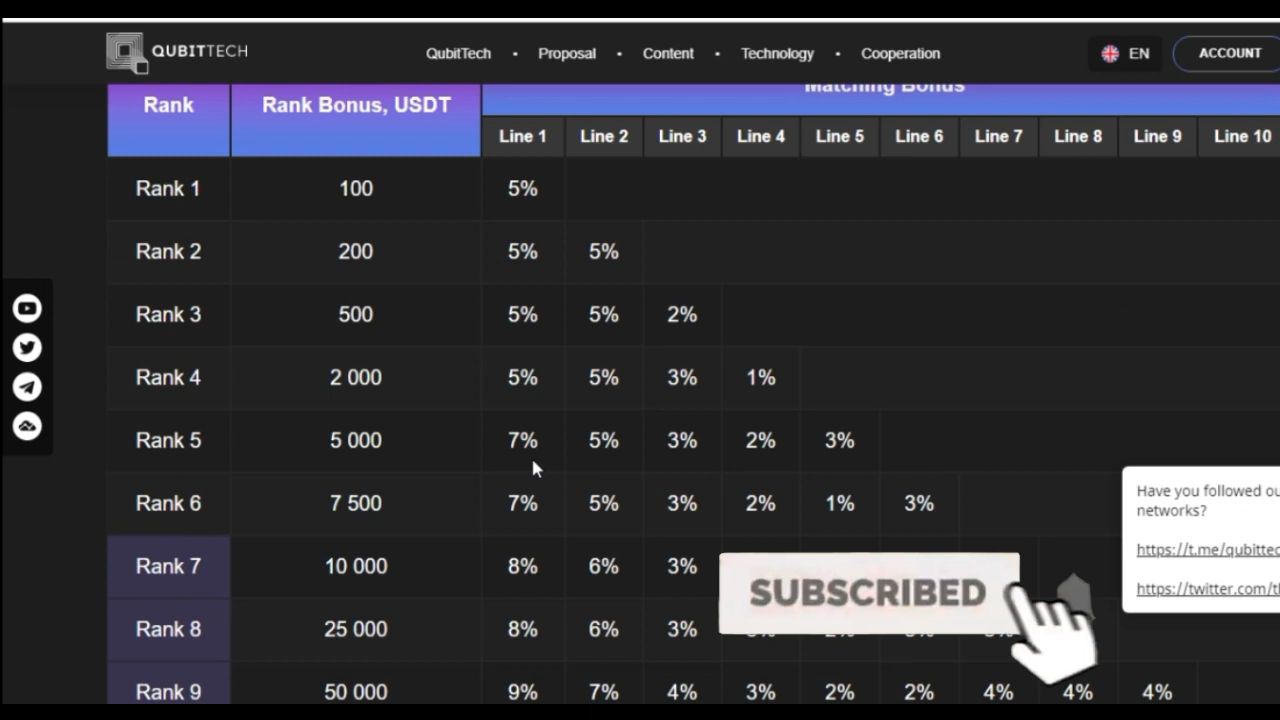 QUBITTECH QubitTech • Proposal • Content • Technology • Cooperation EN ACCOUNT
Matching Bonus
Rank Rank Bonus, USDT
Line 1 Line 2 Line 3 Line 4 Line 5 Line 6 Line 7 Line 8 Line 9 Line 10
Rank 1 100 5%
Rank 2 200 5% 5%
Rank 3 500 5% 5% 2%
Rank 4 2 000 5% 5% 3% 1%
Rank 5 5 000 7% 5% 3% 2% 3%
Rank 6 7 500 7% 5% 3% 2% 1% 3%
Rank 7 10 000 8% 6% 3%
Rank 8 25 000 8% 6% 3%
Rank 9 50 000 9% 7% 4% 3% 2% 2% 4% 4% 4%
Have you followed
networks?
https://t.me/qubittec
https://twitter.com/t
SUBSCRIBED